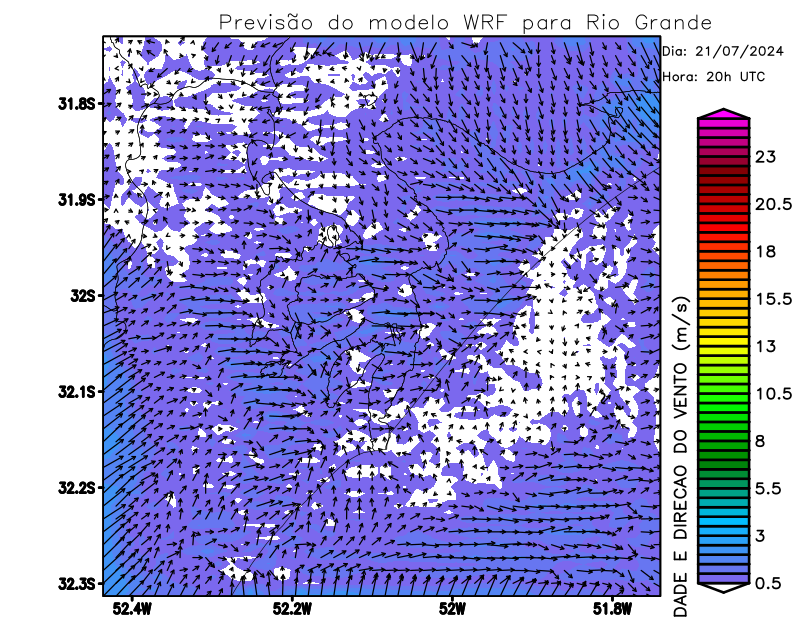 Previsão do modelo WRF para Rio Grande
Dia: 21/07/2024
Hora: 20h UTC
31.8S
31.9S
32S
32.1S
32.2S
32.3S
52.4W
52.2W
52W
51.8W
23
20.5
18
15.5
13
10.5
8
5.5
3
0.5
DADE E DIRECAO DO VENTO (m/s)